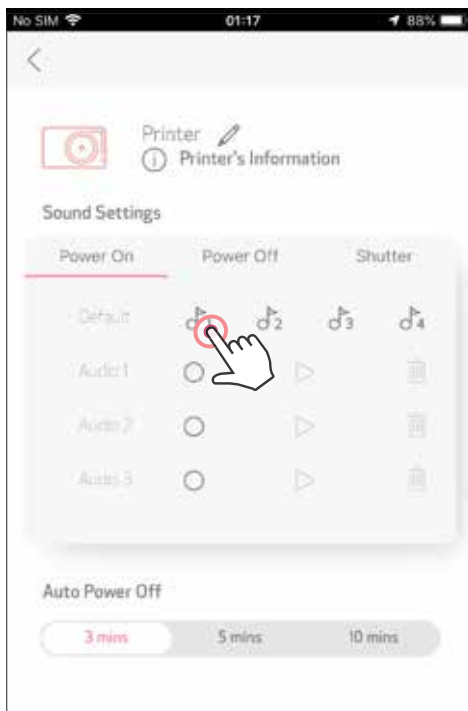 No SIM 01:17 88%
Printer
Printer's Information
Sound Settings
Power On Power Off Shutter
Default 1 2 3 4
Audio 1
Audio 2
Audio 3
Auto Power Off
3 mins 5 mins 10 mins